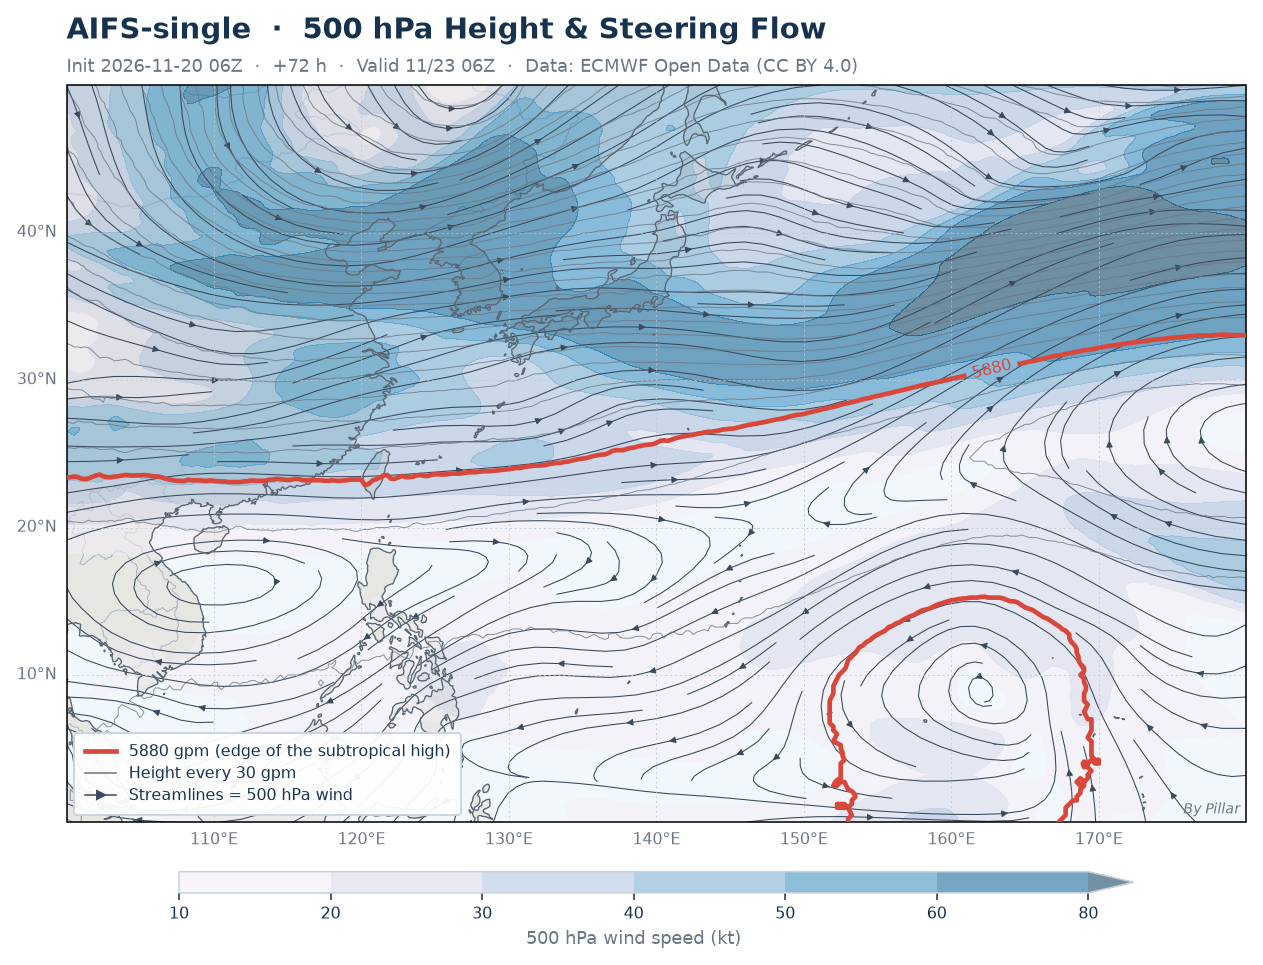 AIFS-single · 500 hPa Height & Steering Flow
Init 2026-11-20 06Z · +72 h · Valid 11/23 06Z · Data: ECMWF Open Data (CC BY 4.0)
40°N
30°N
20°N
10°N
5880
5880 gpm (edge of the subtropical high)
Height every 30 gpm
Streamlines = 500 hPa wind
By Pillar
110°E 120°E 130°E 140°E 150°E 160°E 170°E
10 20 30 40 50 60 80
500 hPa wind speed (kt)